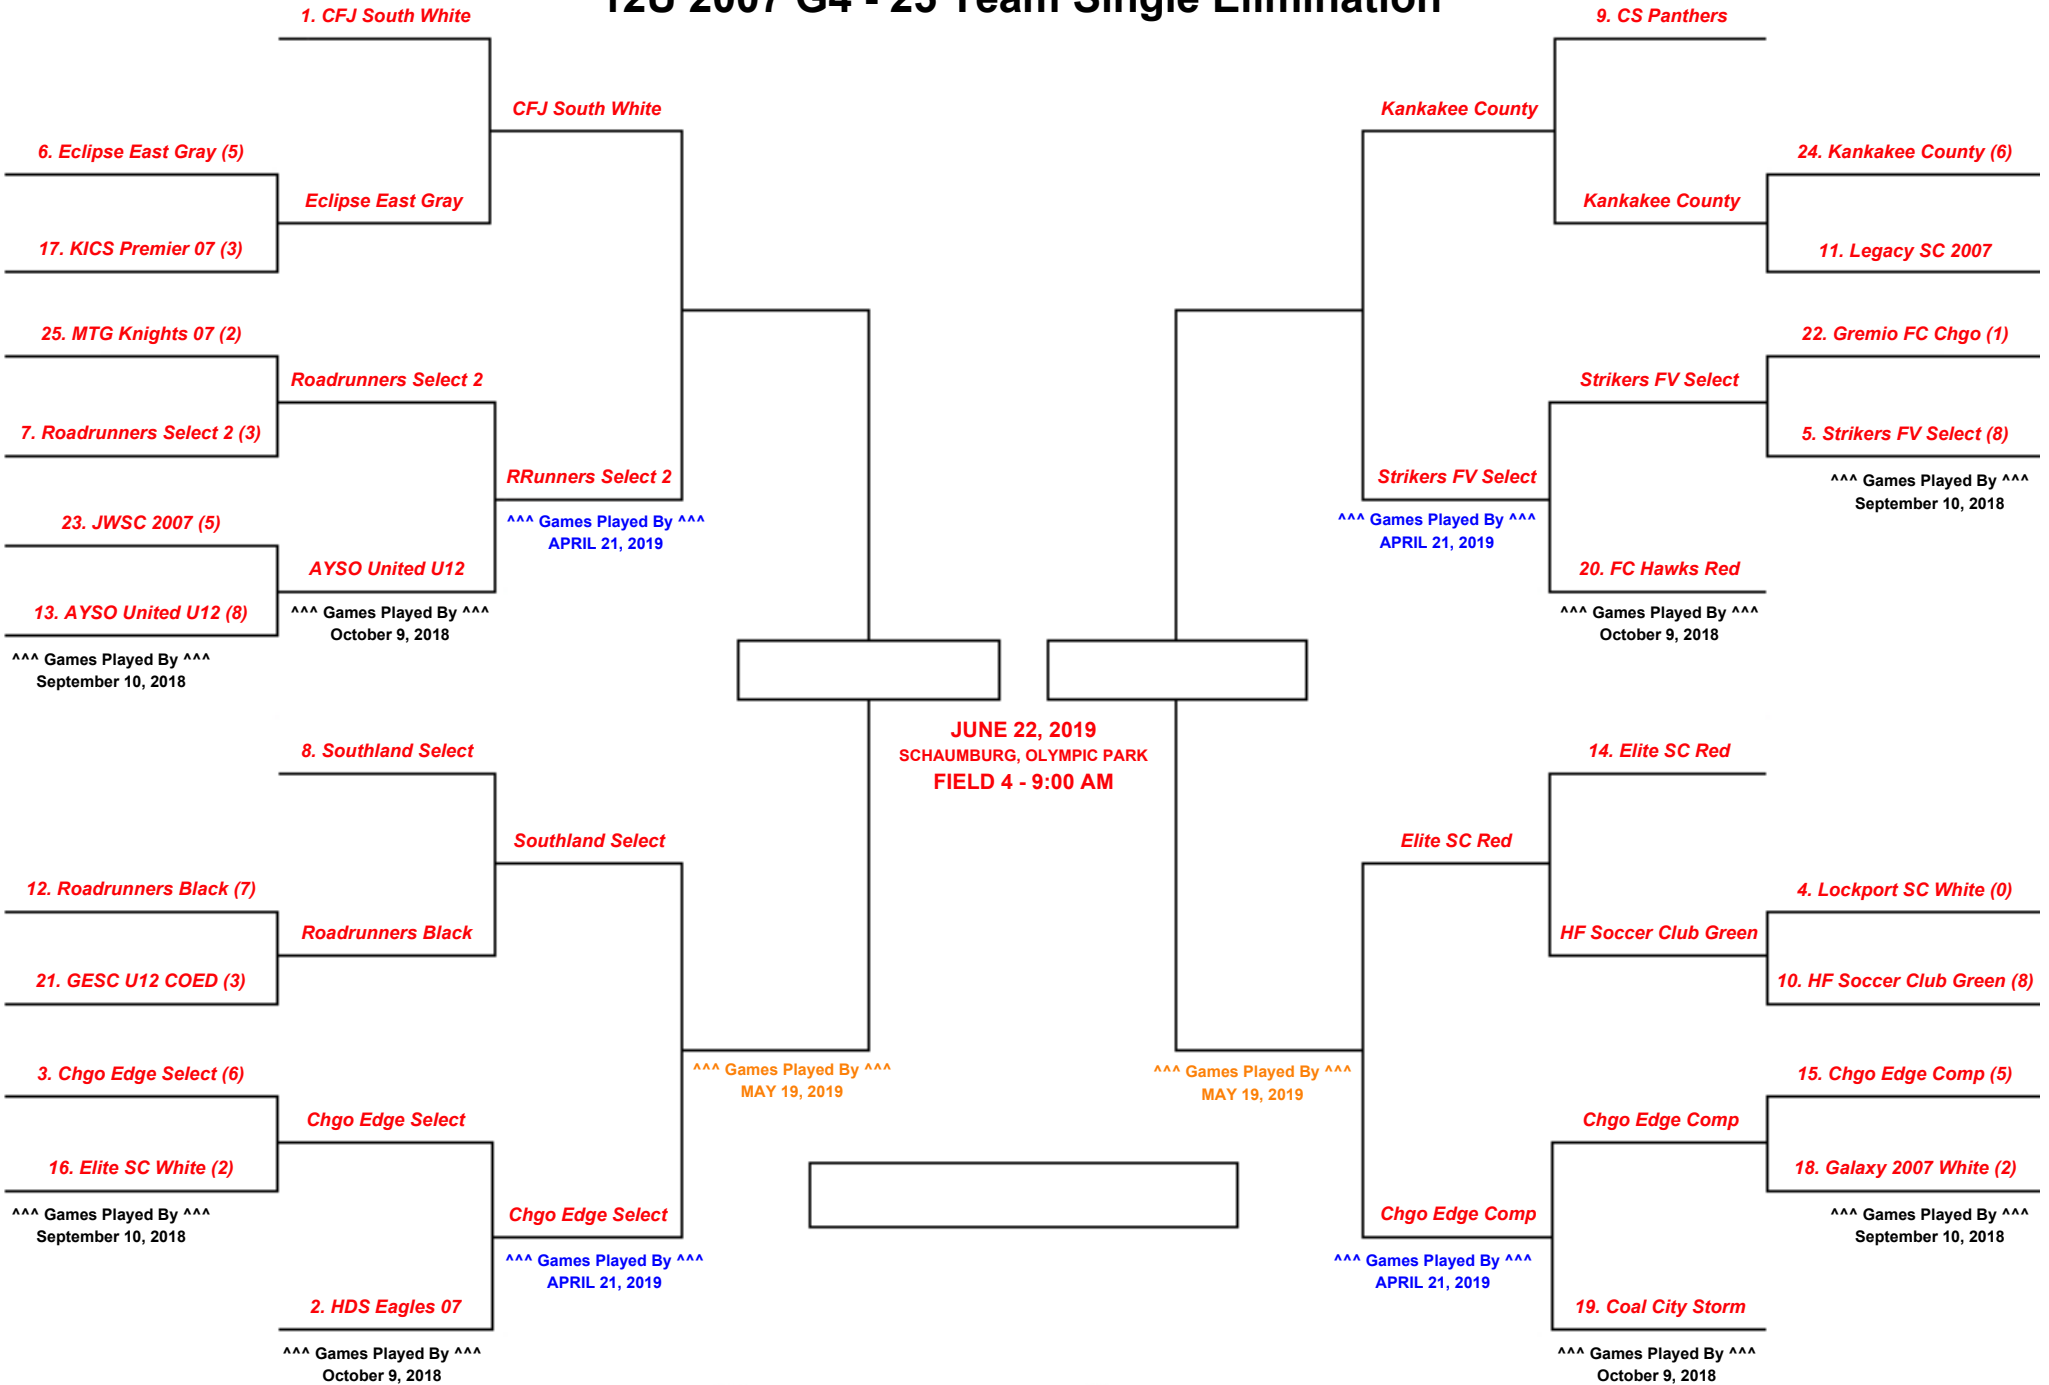 12U 2007 G4 - 25 Team Single Elimination
1. CFJ South White
CFJ South White
6. Eclipse East Gray (5)
Eclipse East Gray
17. KICS Premier 07 (3)
25. MTG Knights 07 (2)
Roadrunners Select 2
7. Roadrunners Select 2 (3)
RRunners Select 2
^^^ Games Played By ^^^
APRIL 21, 2019
23. JWSC 2007 (5)
AYSO United U12
13. AYSO United U12 (8)
^^^ Games Played By ^^^
October 9, 2018
^^^ Games Played By ^^^
September 10, 2018
8. Southland Select
Southland Select
12. Roadrunners Black (7)
Roadrunners Black
21. GESC U12 COED (3)
3. Chgo Edge Select (6)
Chgo Edge Select
16. Elite SC White (2)
^^^ Games Played By ^^^
September 10, 2018
Chgo Edge Select
^^^ Games Played By ^^^
APRIL 21, 2019
2. HDS Eagles 07
^^^ Games Played By ^^^
October 9, 2018
^^^ Games Played By ^^^
MAY 19, 2019
JUNE 22, 2019
SCHAUMBURG, OLYMPIC PARK
FIELD 4 - 9:00 AM
9. CS Panthers
Kankakee County
24. Kankakee County (6)
Kankakee County
11. Legacy SC 2007
22. Gremio FC Chgo (1)
Strikers FV Select
5. Strikers FV Select (8)
^^^ Games Played By ^^^
September 10, 2018
Strikers FV Select
^^^ Games Played By ^^^
APRIL 21, 2019
20. FC Hawks Red
^^^ Games Played By ^^^
October 9, 2018
14. Elite SC Red
Elite SC Red
4. Lockport SC White (0)
HF Soccer Club Green
10. HF Soccer Club Green (8)
^^^ Games Played By ^^^
MAY 19, 2019
15. Chgo Edge Comp (5)
Chgo Edge Comp
18. Galaxy 2007 White (2)
^^^ Games Played By ^^^
September 10, 2018
Chgo Edge Comp
^^^ Games Played By ^^^
APRIL 21, 2019
19. Coal City Storm
^^^ Games Played By ^^^
October 9, 2018